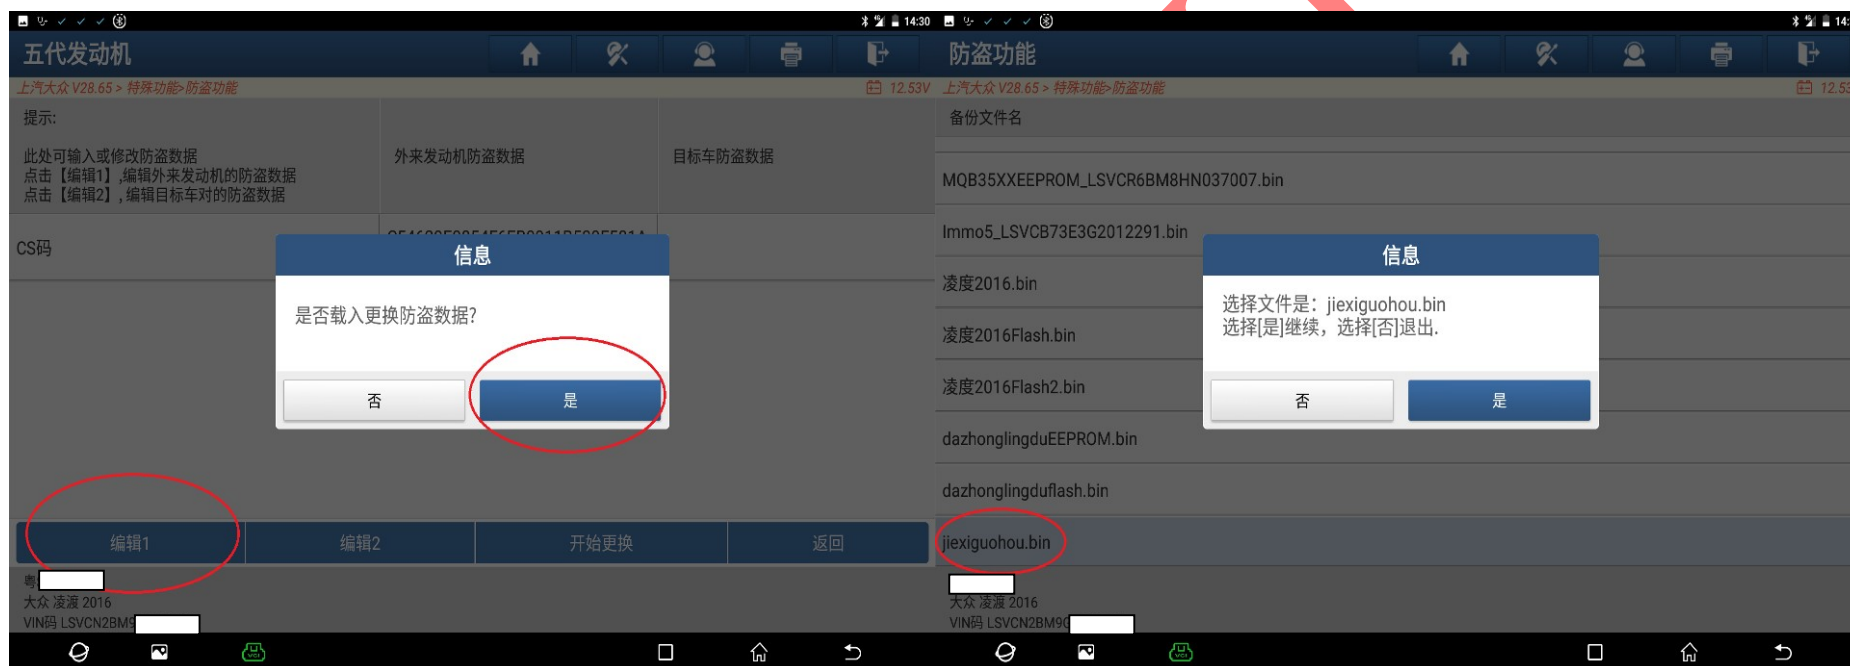 14:30
五代发动机
上汽大众 V28.65 > 特殊功能>防盗功能
12.53V
提示:
此处可输入或修改防盗数据
点击【编辑1】,编辑外来发动机的防盗数据
点击【编辑2】, 编辑目标车对的防盗数据
外来发动机防盗数据
目标车防盗数据
CS码
信息
是否载入更换防盗数据?
否
是
编辑1
编辑2
开始更换
返回
粤
大众 凌渡 2016
VIN码 LSVCN2BM9
14:
防盗功能
上汽大众 V28.65 > 特殊功能>防盗功能
12.53
备份文件名
MQB35XXEEPROM_LSVCR6BM8HN037007.bin
Immo5_LSVCB73E3G2012291.bin
凌度2016.bin
凌度2016Flash.bin
凌度2016Flash2.bin
dazhonglingduEEPROM.bin
dazhonglingduflash.bin
jiexiguohou.bin
信息
选择文件是：jiexiguohou.bin
选择[是]继续，选择[否]退出.
否
是
大众 凌渡 2016
VIN码 LSVCN2BM9